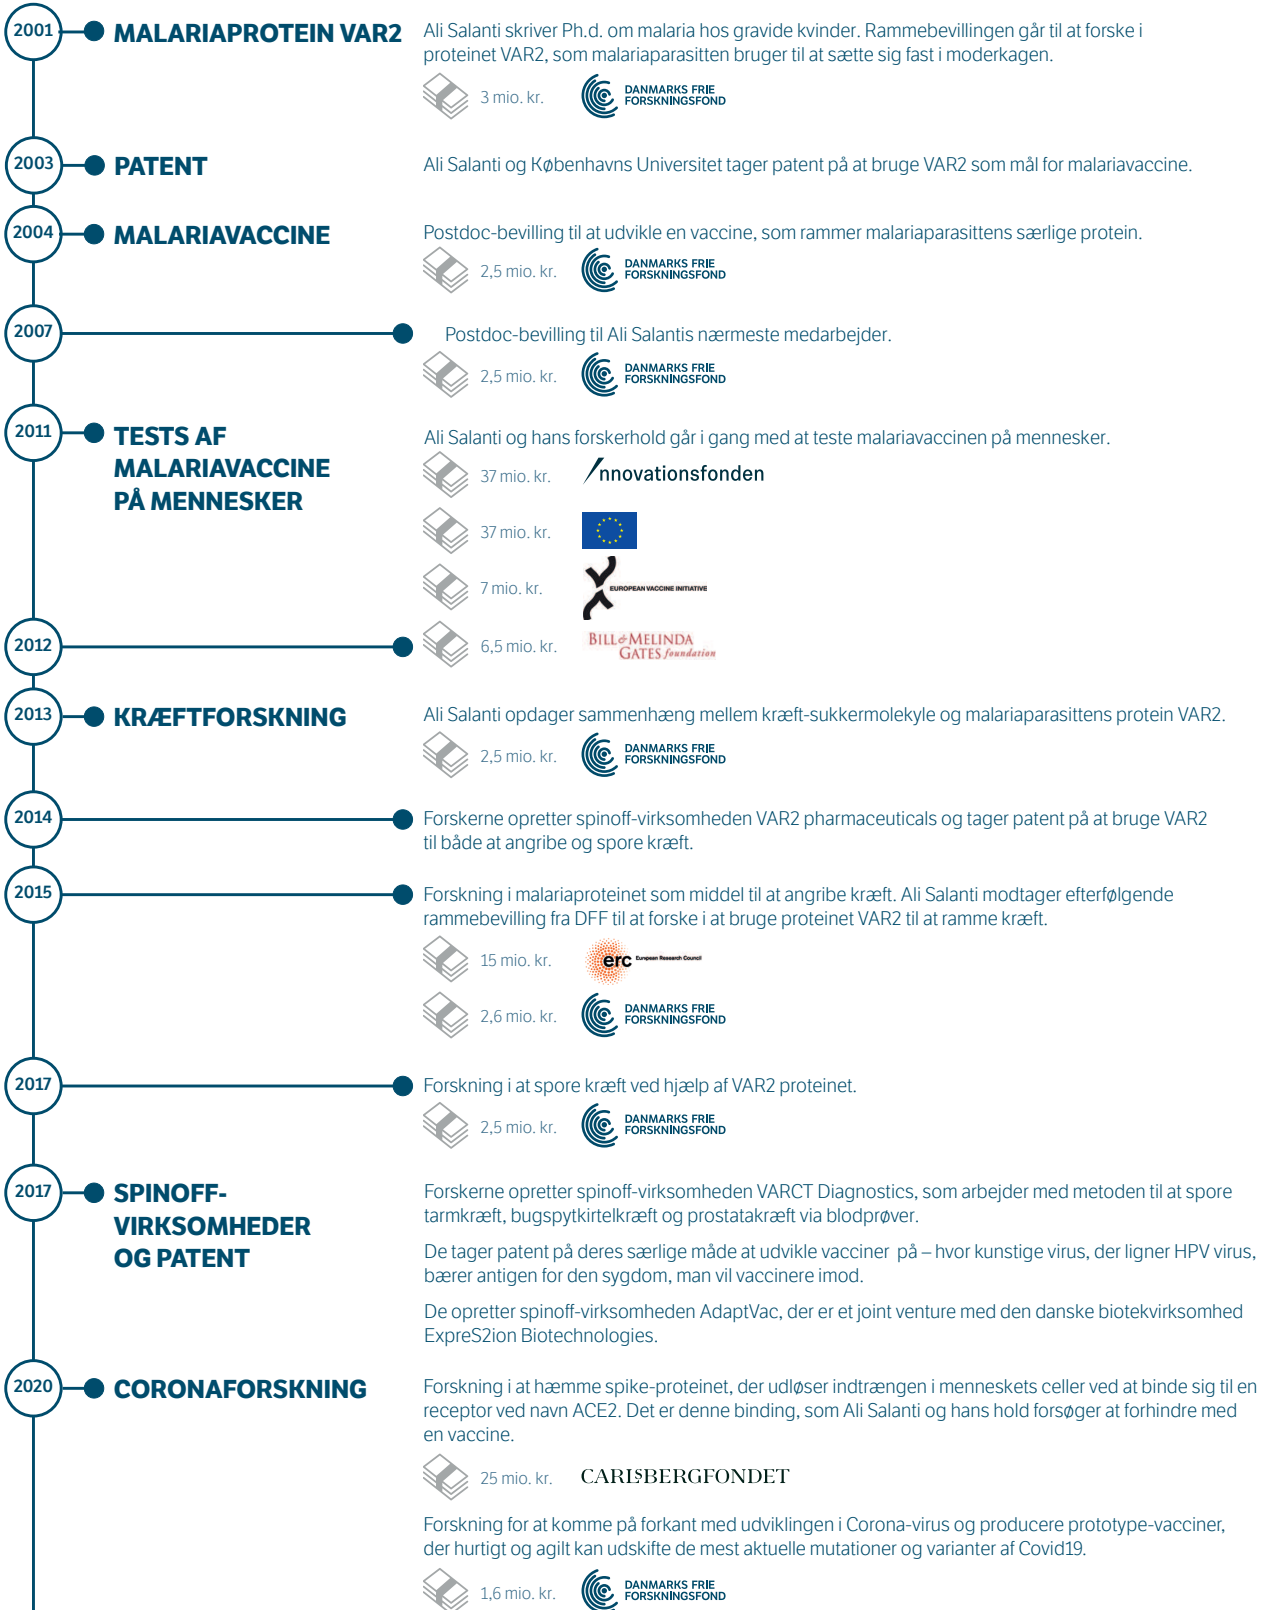 2001
MALARIAPROTEIN VAR2
Ali Salanti skriver Ph.d. om malaria hos gravide kvinder. Rammebevillingen går til at forske i
proteinet VAR2, som malariaparasitten bruger til at sætte sig fast i moderkagen.
3 mio. kr.
DANMARKS FRIE
FORSKNINGSFOND
2003
PATENT
Ali Salanti og Københavns Universitet tager patent på at bruge VAR2 som mål for malariavaccine.
2004
MALARIAVACCINE
Postdoc-bevilling til at udvikle en vaccine, som rammer malariaparasittens særlige protein.
2,5 mio. kr.
DANMARKS FRIE
FORSKNINGSFOND
2007
Postdoc-bevilling til Ali Salantis nærmeste medarbejder.
2,5 mio. kr.
DANMARKS FRIE
FORSKNINGSFOND
2011
TESTS AF
MALARIAVACCINE
PÅ MENNESKER
Ali Salanti og hans forskerhold går i gang med at teste malariavaccinen på mennesker.
37 mio. kr.
Innovationsfonden
37 mio. kr.
7 mio. kr.
EUROPEAN VACCINE INITIATIVE
2012
6,5 mio. kr.
BILL & MELINDA
GATES foundation
2013
KRÆFTFORSKNING
Ali Salanti opdager sammenhæng mellem kræft-sukkermolekyle og malariaparasittens protein VAR2.
2,5 mio. kr.
DANMARKS FRIE
FORSKNINGSFOND
2014
Forskerne opretter spinoff-virksomheden VAR2 pharmaceuticals og tager patent på at bruge VAR2
til både at angribe og spore kræft.
2015
Forskning i malariaproteinet som middel til at angribe kræft. Ali Salanti modtager efterfølgende
rammebevilling fra DFF til at forske i at bruge proteinet VAR2 til at ramme kræft.
15 mio. kr.
erc European Research Council
2,6 mio. kr.
DANMARKS FRIE
FORSKNINGSFOND
2017
Forskning i at spore kræft ved hjælp af VAR2 proteinet.
2,5 mio. kr.
DANMARKS FRIE
FORSKNINGSFOND
2017
SPINOFF-
VIRKSOMHEDER
OG PATENT
Forskerne opretter spinoff-virksomheden VARCT Diagnostics, som arbejder med metoden til at spore
tarmkræft, bugspytkirtelkræft og prostatakræft via blodprøver.
De tager patent på deres særlige måde at udvikle vacciner på – hvor kunstige virus, der ligner HPV virus,
bærer antigen for den sygdom, man vil vaccinere imod.
De opretter spinoff-virksomheden AdaptVac, der er et joint venture med den danske biotekvirksomhed
ExpreS2ion Biotechnologies.
2020
CORONAFORSKNING
Forskning i at hæmme spike-proteinet, der udløser indtrængen i menneskets celler ved at binde sig til en
receptor ved navn ACE2. Det er denne binding, som Ali Salanti og hans hold forsøger at forhindre med
en vaccine.
25 mio. kr.
CARLSBERGFONDET
Forskning for at komme på forkant med udviklingen i Corona-virus og producere prototype-vacciner,
der hurtigt og agilt kan udskifte de mest aktuelle mutationer og varianter af Covid19.
1,6 mio. kr.
DANMARKS FRIE
FORSKNINGSFOND